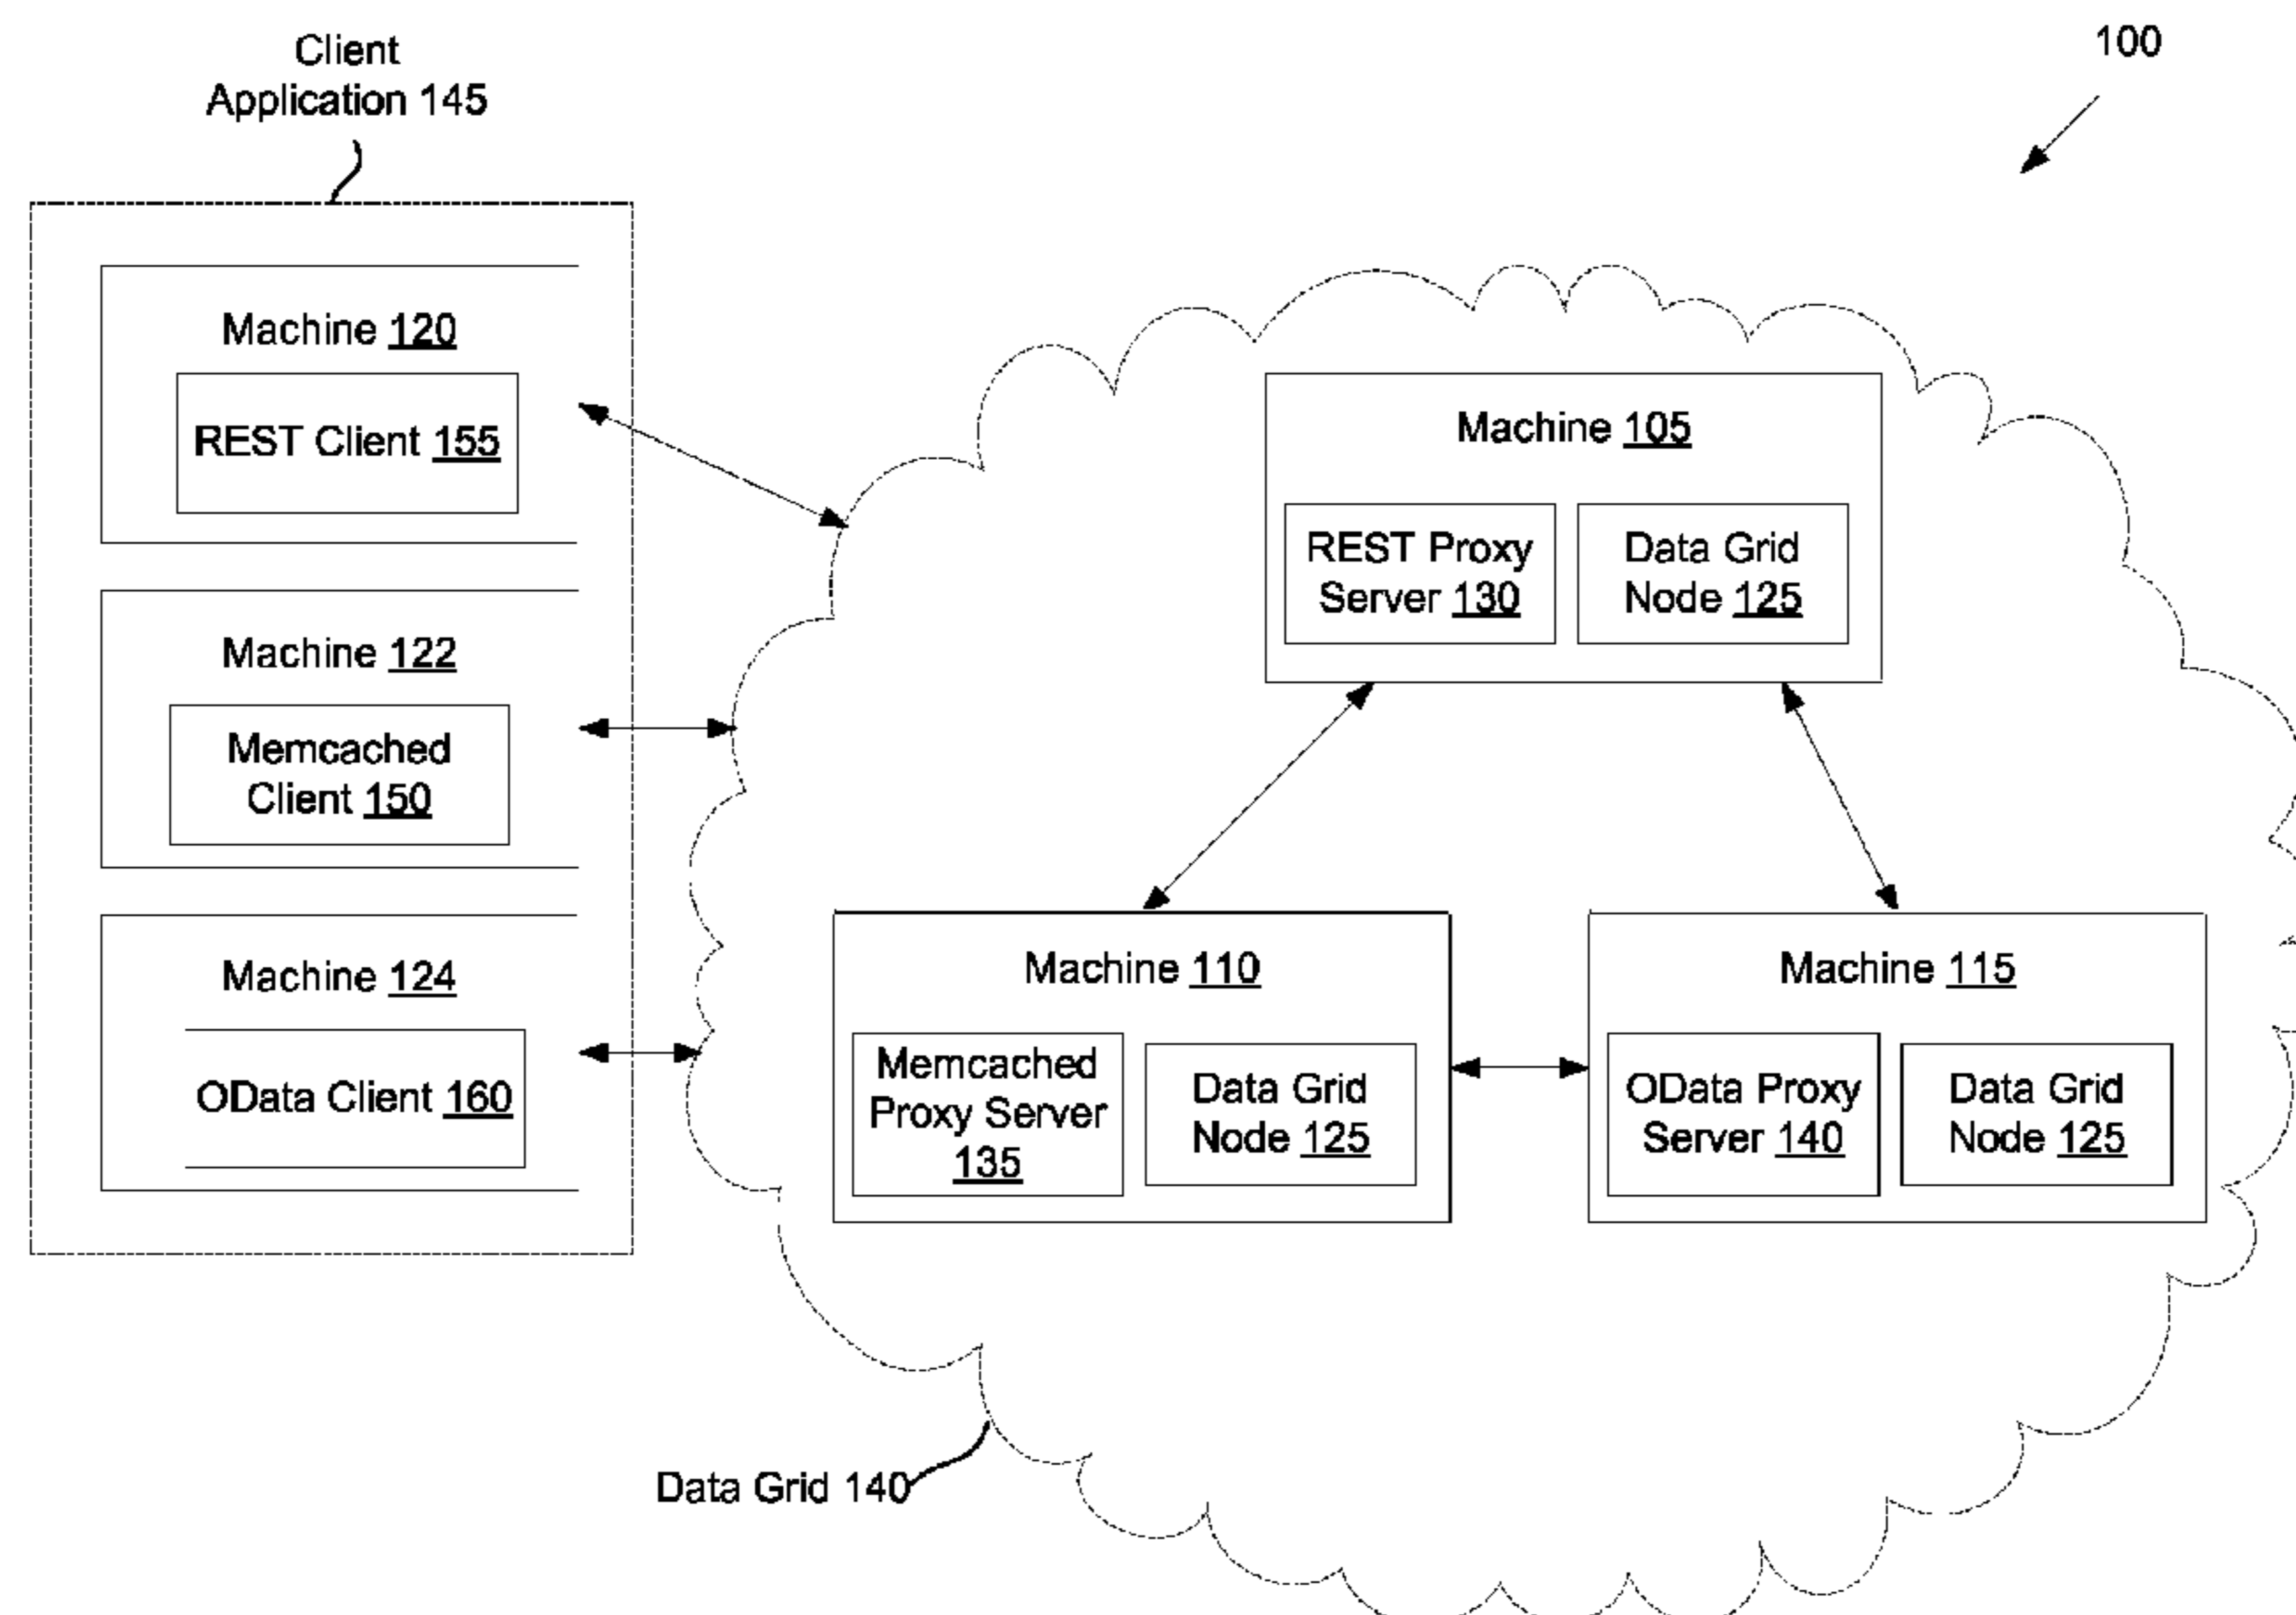 Client
Application 145
100
Machine 120
REST Client 155
Machine 122
Memcached
Client 150
Machine 124
OData Client 160
Machine 105
REST Proxy
Server 130
Data Grid
Node 125
Machine 110
Memcached
Proxy Server
135
Data Grid
Node 125
Machine 115
OData Proxy
Server 140
Data Grid
Node 125
Data Grid 140